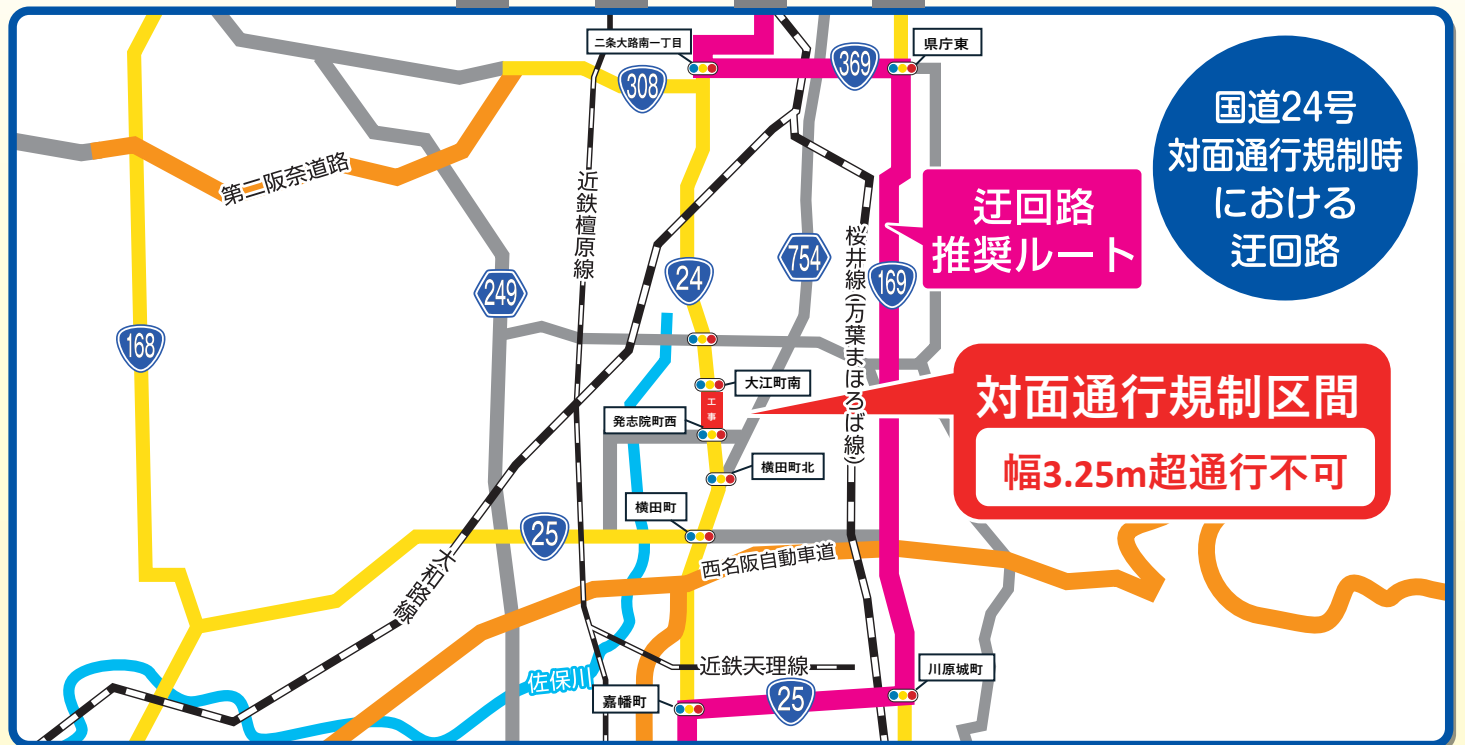 二条大路南一丁目
県庁東
308
369
国道24号
対面通行規制時
における
迂回路
第二阪奈道路
近鉄檀原線
迂回路
推奨ルート
桜井線(万葉まほろば線)
754
24
169
249
168
大江町南
工事
対面通行規制区間
幅3.25m超通行不可
発志院町西
横田町北
横田町
25
西名阪自動車道
大和路線
近鉄天理線
川原城町
佐保川
嘉幡町
25